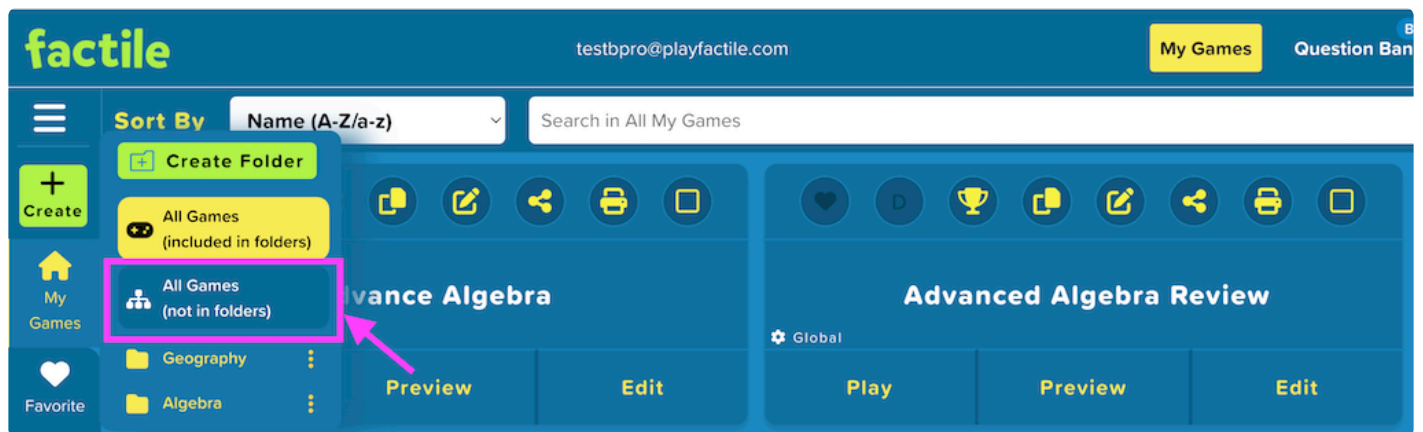 factile
testbpro@playfactile.com
My Games
B
Question Ban
Sort By
Name (A-Z/a-z)
Search in All My Games
Create Folder
Create
All Games
(included in folders)
All Games
(not in folders)
My
Games
Geography
Algebra
Favorite
vance Algebra
Preview
Edit
D
Advanced Algebra Review
Global
Play
Preview
Edit